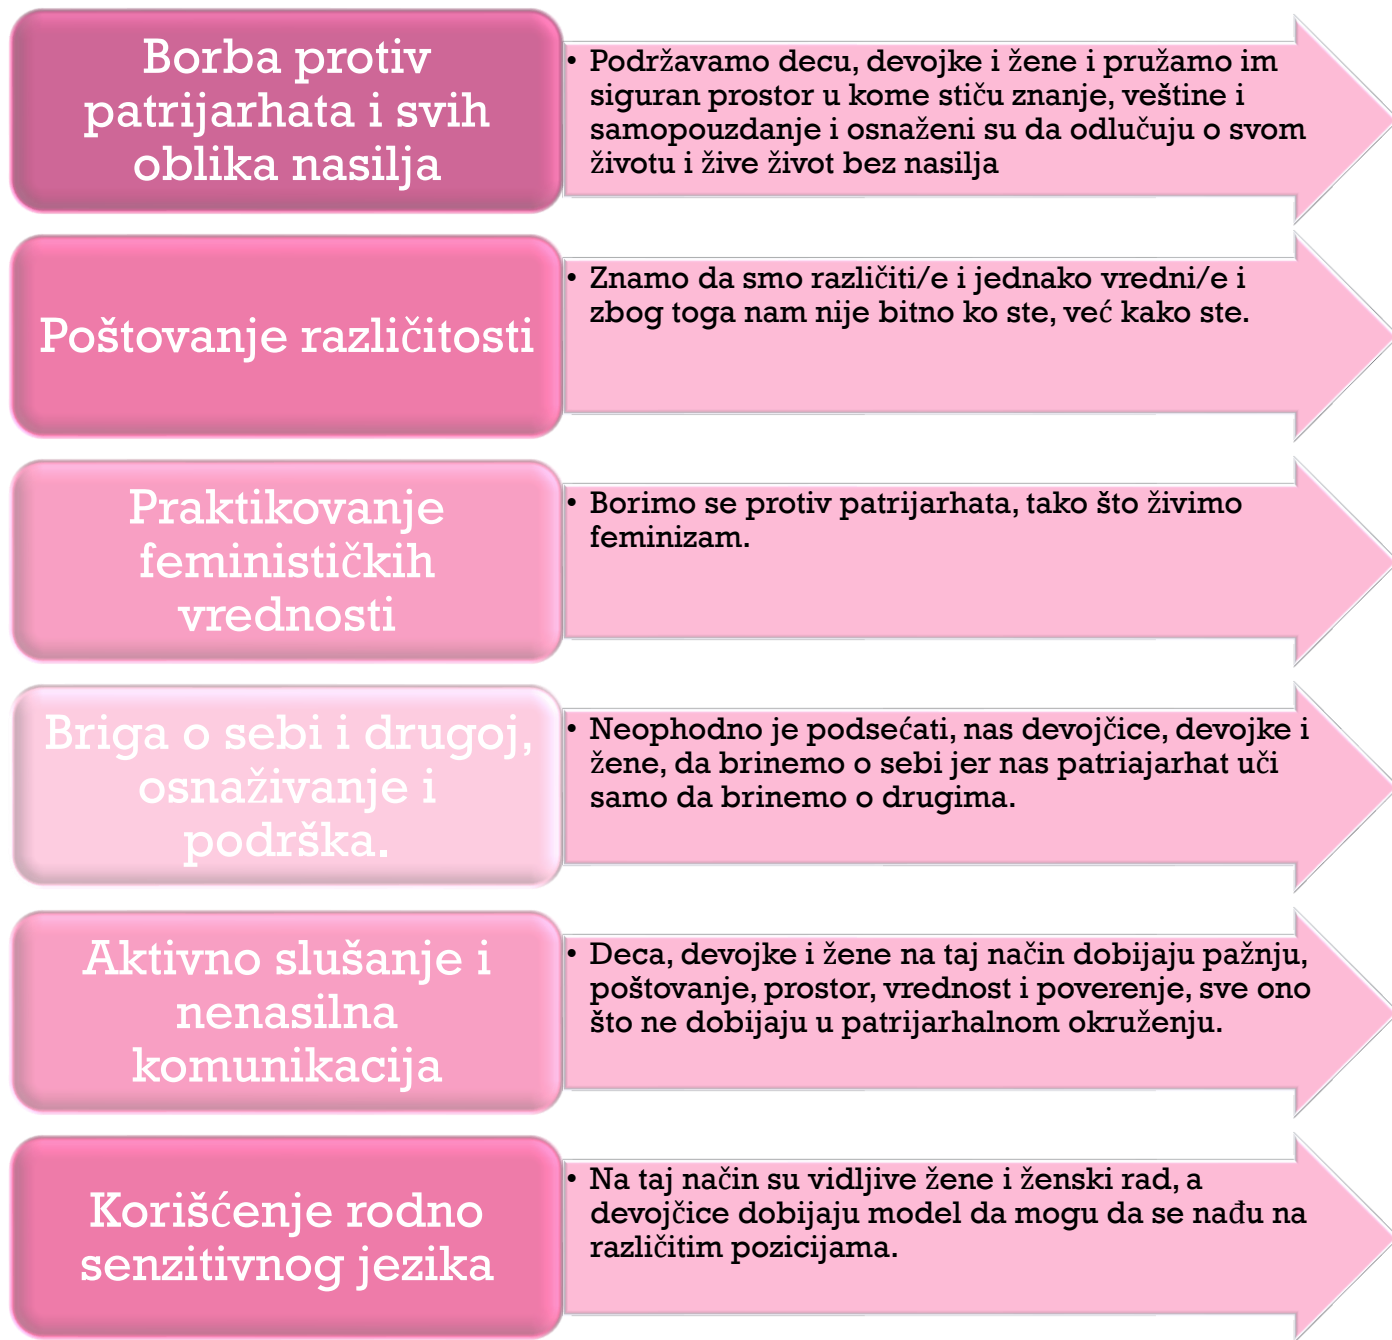 Borba protiv
patrijarhata i svih
oblika nasilja
• Podržavamo decu, devojke i žene i pružamo im
siguran prostor u kome stiču znanje, veštine i
samopouzdanje i osnaženi su da odlučuju o svom
životu i žive život bez nasilja
Poštovanje različitosti
• Znamo da smo različiti/e i jednako vredni/e i
zbog toga nam nije bitno ko ste, već kako ste.
Praktikovanje
feminističkih
vrednosti
• Borimo se protiv patrijarhata, tako što živimo
feminizam.
Briga o sebi i drugoj,
osnaživanje i
podrška.
• Neophodno je podsećati, nas devojčice, devojke i
žene, da brinemo o sebi jer nas patriajarhat uči
samo da brinemo o drugima.
Aktivno slušanje i
nenasilna
komunikacija
• Deca, devojke i žene na taj način dobijaju pažnju,
poštovanje, prostor, vrednost i poverenje, sve ono
što ne dobijaju u patrijarhalnom okruženju.
Korišćenje rodno
senzitivnog jezika
• Na taj način su vidljive žene i ženski rad, a
devojčice dobijaju model da mogu da se nađu na
različitim pozicijama.